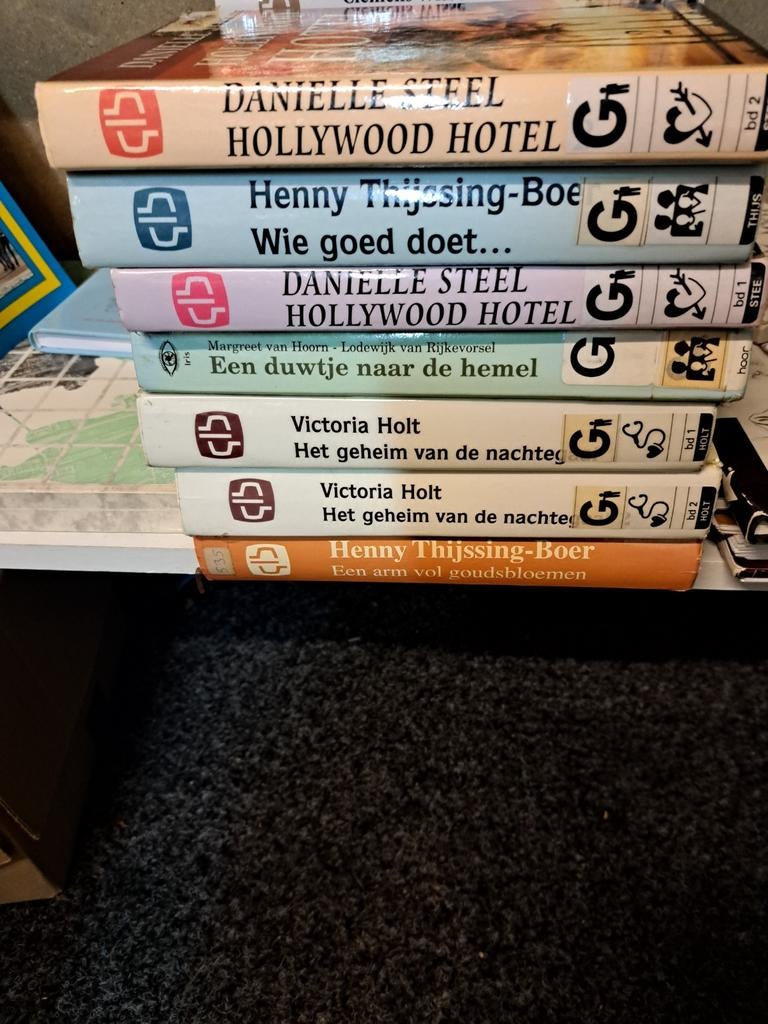 DANIELLE STEEL
HOLLYWOOD HOTEL
G
bd 2
Henny Thijssing-Boe
Wie goed doet...
G
THIJS
DANIELLE STEEL
HOLLYWOOD HOTEL
G
bd 1
STEE
Iris
Margreet van Hoorn - Lodewijk van Rijkevorsel
Een duwtje naar de hemel
G
hoor
Victoria Holt
Het geheim van de nachteg
G
bd 1
HOLT
Victoria Holt
Het geheim van de nachteg
G
bd 2
HOLT
535
Henny Thijssing-Boer
Een arm vol goudsbloemen